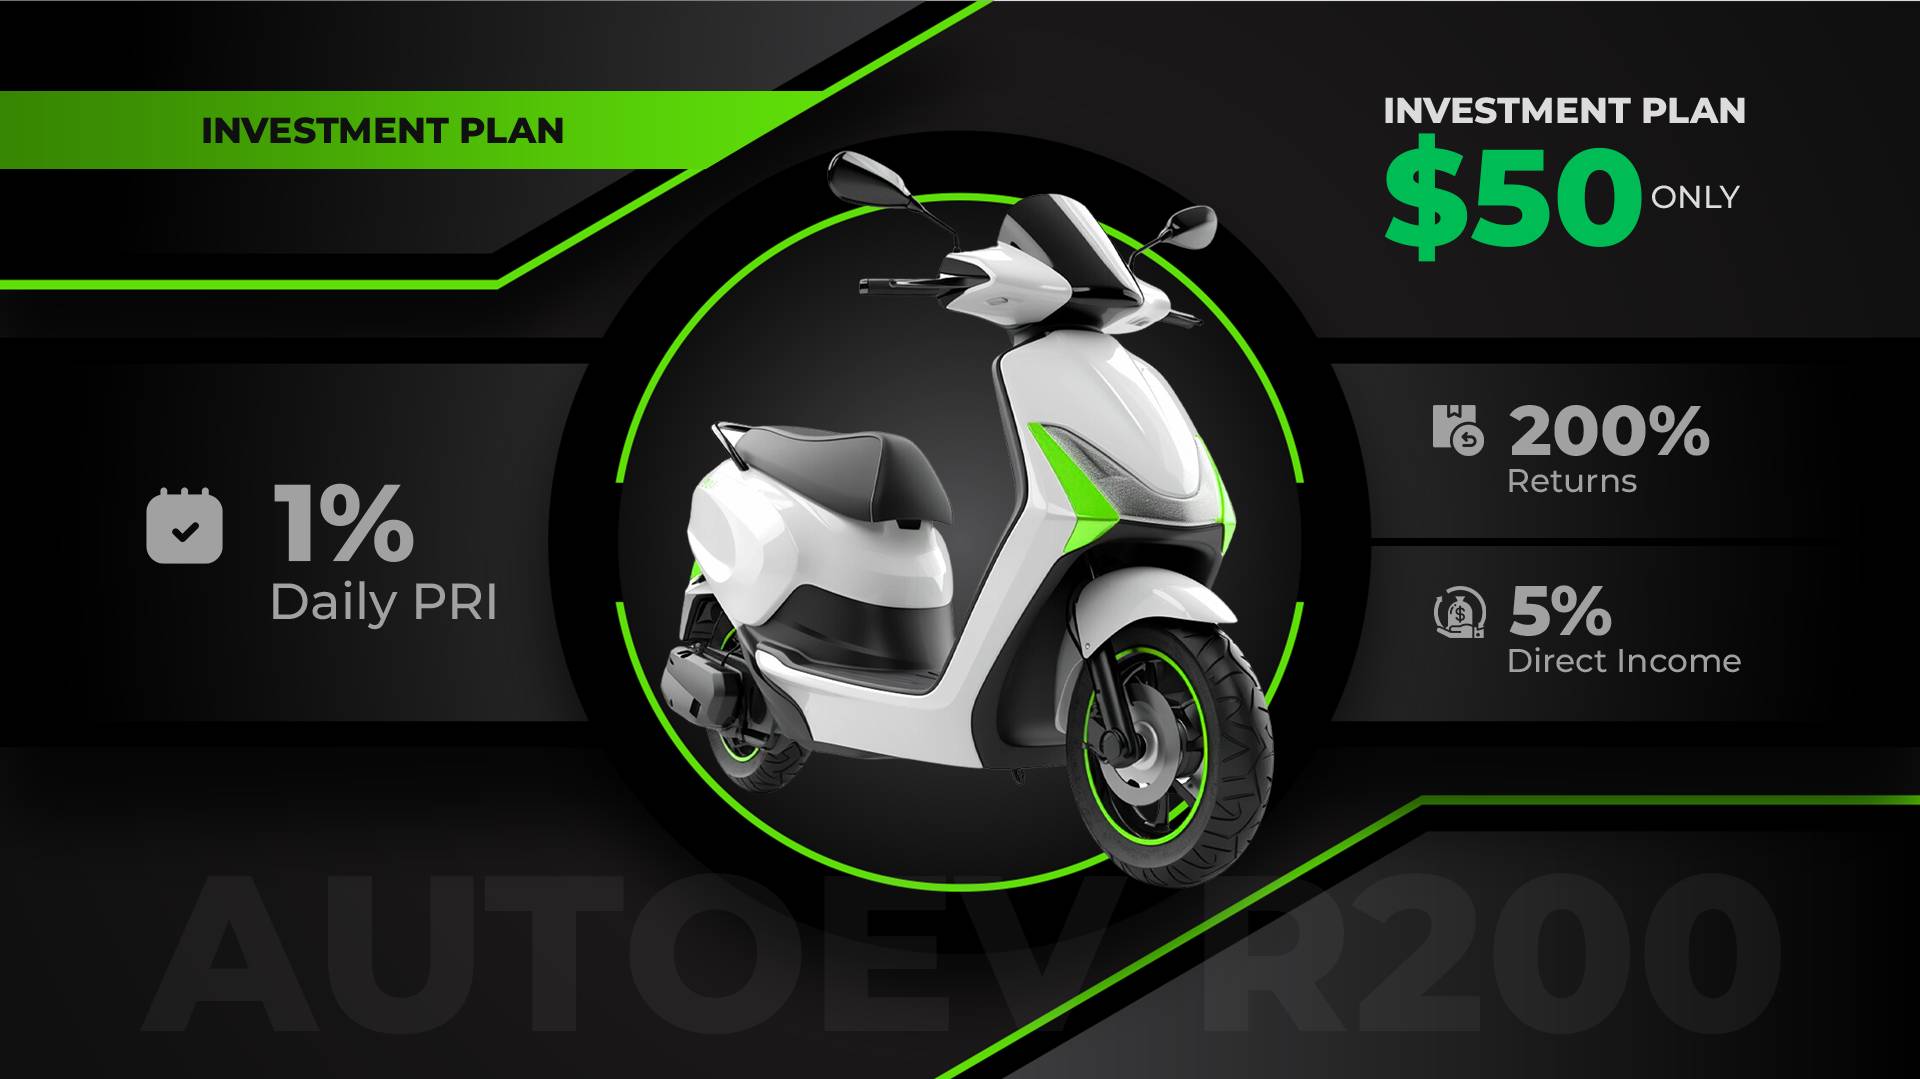 INVESTMENT PLAN
INVESTMENT PLAN
$50 ONLY
1%
Daily PRI
200%
Returns
5%
Direct Income
AUTOEV R200